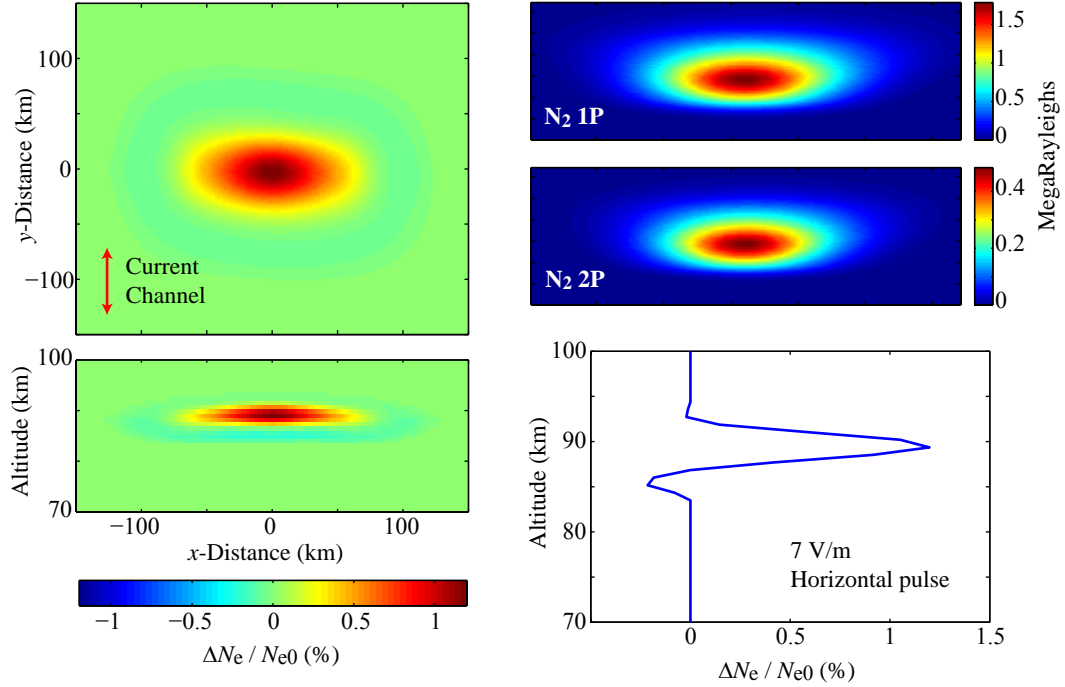 100
0
−100
y-Distance (km)
Current
Channel
100
70
Altitude (km)
−100 0 100
x-Distance (km)
−1 −0.5 0 0.5 1
ΔNe / Ne0 (%)
N2 1P
1.5
1
0.5
0
N2 2P
0.4
0.2
0
MegaRayleighs
100
90
80
70
Altitude (km)
7 V/m
Horizontal pulse
0 0.5 1 1.5
ΔNe / Ne0 (%)